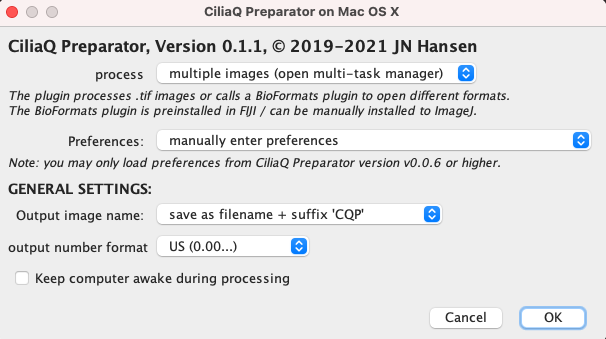 CiliaQ Preparator on Mac OS X
CiliaQ Preparator, Version 0.1.1, © 2019-2021 JN Hansen
process multiple images (open multi-task manager)
The plugin processes .tif images or calls a BioFormats plugin to open different formats.
The BioFormats plugin is preinstalled in FIJI / can be manually installed to ImageJ.
Preferences: manually enter preferences
Note: you may only load preferences from CiliaQ Preparator version v0.0.6 or higher.
GENERAL SETTINGS:
Output image name: save as filename + suffix 'CQP'
output number format US (0.00...)
Keep computer awake during processing
Cancel OK